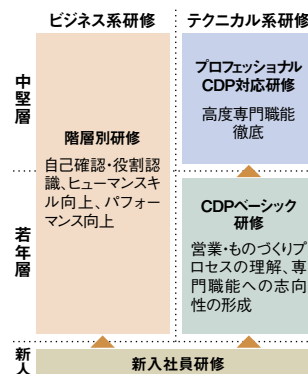 ビジネス系研修
テクニカル系研修
中堅層
若年層
新人
階層別研修
自己確認・役割認
識、ヒューマンスキ
ル向上、パフォー
マンス向上
プロフェッショナル
CDP対応研修
高度専門職能
徹底
CDPベーシック
研修
営業・ものづくりプ
ロセスの理解、専
門職能への志向
性の形成
新入社員研修